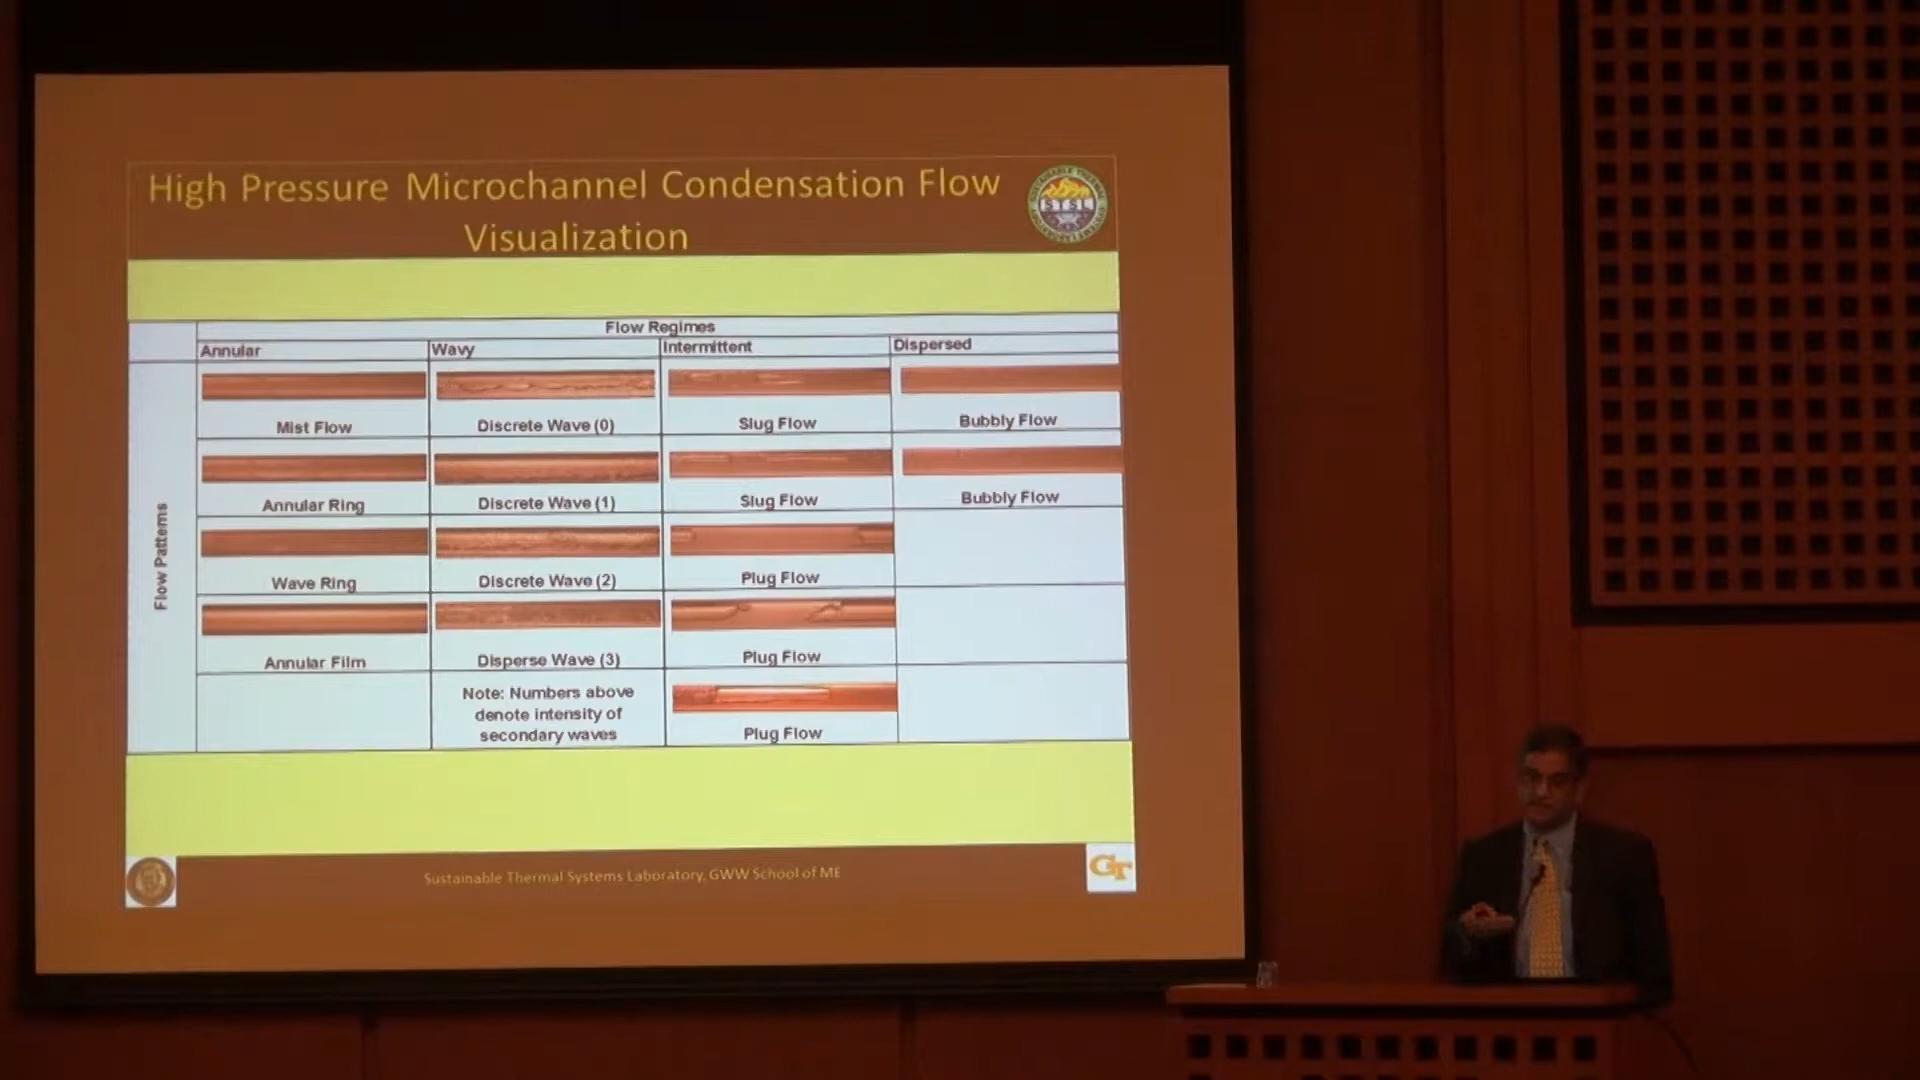 High Pressure Microchannel Condensation Flow
Visualization
STSL
Flow Regimes
Annular
Wavy
Intermittent
Dispersed
Flow Patterns
Mist Flow
Discrete Wave (0)
Slug Flow
Bubbly Flow
Annular Ring
Discrete Wave (1)
Slug Flow
Bubbly Flow
Wave Ring
Discrete Wave (2)
Plug Flow
Annular Film
Disperse Wave (3)
Plug Flow
Note: Numbers above
denote intensity of
secondary waves
Plug Flow
Sustainable Thermal Systems Laboratory, GWW School of ME
GT